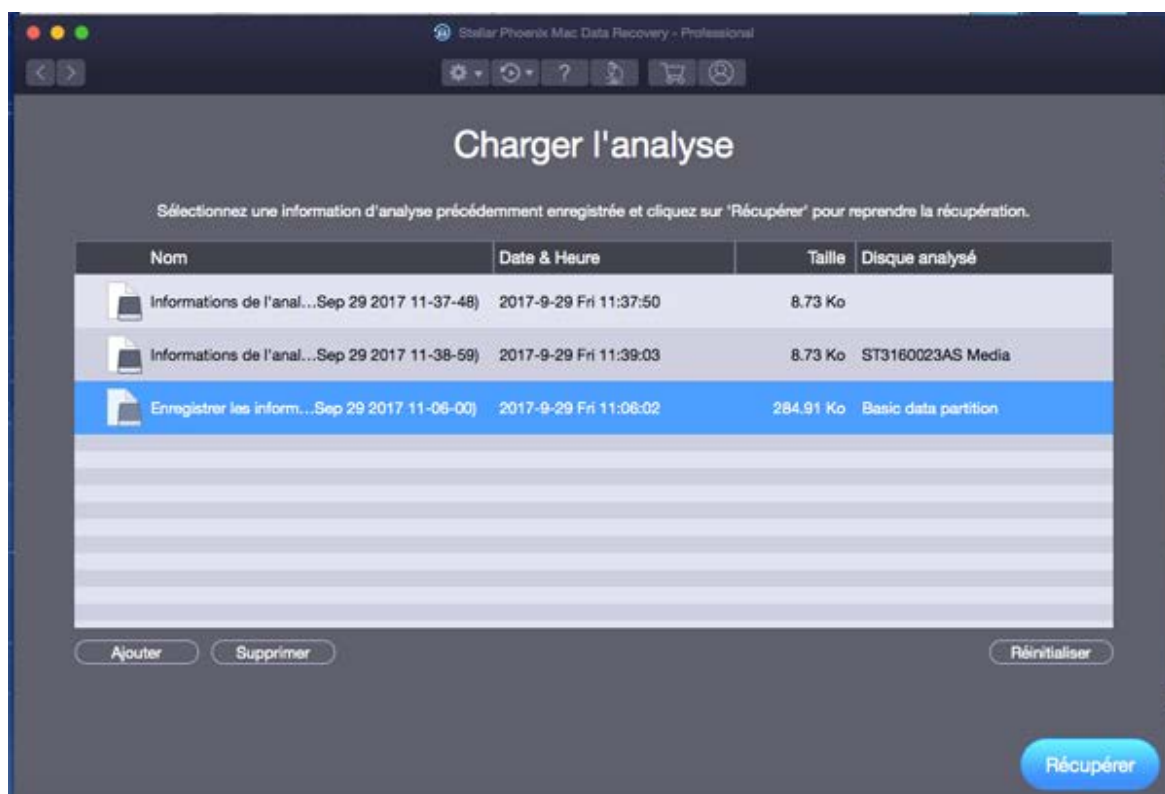 Stellar Phoenix Mac Data Recovery - Professional
?
Charger l'analyse
Sélectionnez une information d'analyse précédemment enregistrée et cliquez sur 'Récupérer' pour reprendre la récupération.
Nom Date & Heure Taille Disque analysé
Informations de l'anal...Sep 29 2017 11-37-48) 2017-9-29 Fri 11:37:50 8.73 Ko
Informations de l'anal...Sep 29 2017 11-38-59) 2017-9-29 Fri 11:39:03 8.73 Ko ST3160023AS Media
Enregistrer les inform...Sep 29 2017 11-06-00) 2017-9-29 Fri 11:06:02 284.91 Ko Basic data partition
Ajouter Supprimer Réinitialiser
Récupérer